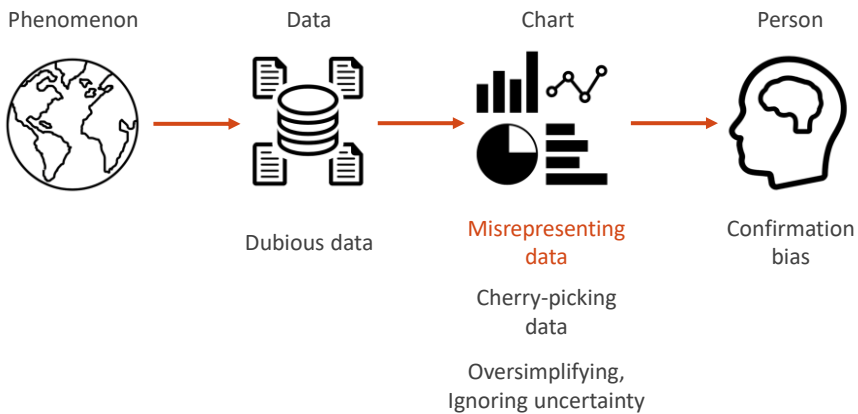 Phenomenon
Data
Chart
Person
Dubious data
Misrepresenting
data
Cherry-picking
data
Oversimplifying,
Ignoring uncertainty
Confirmation
bias